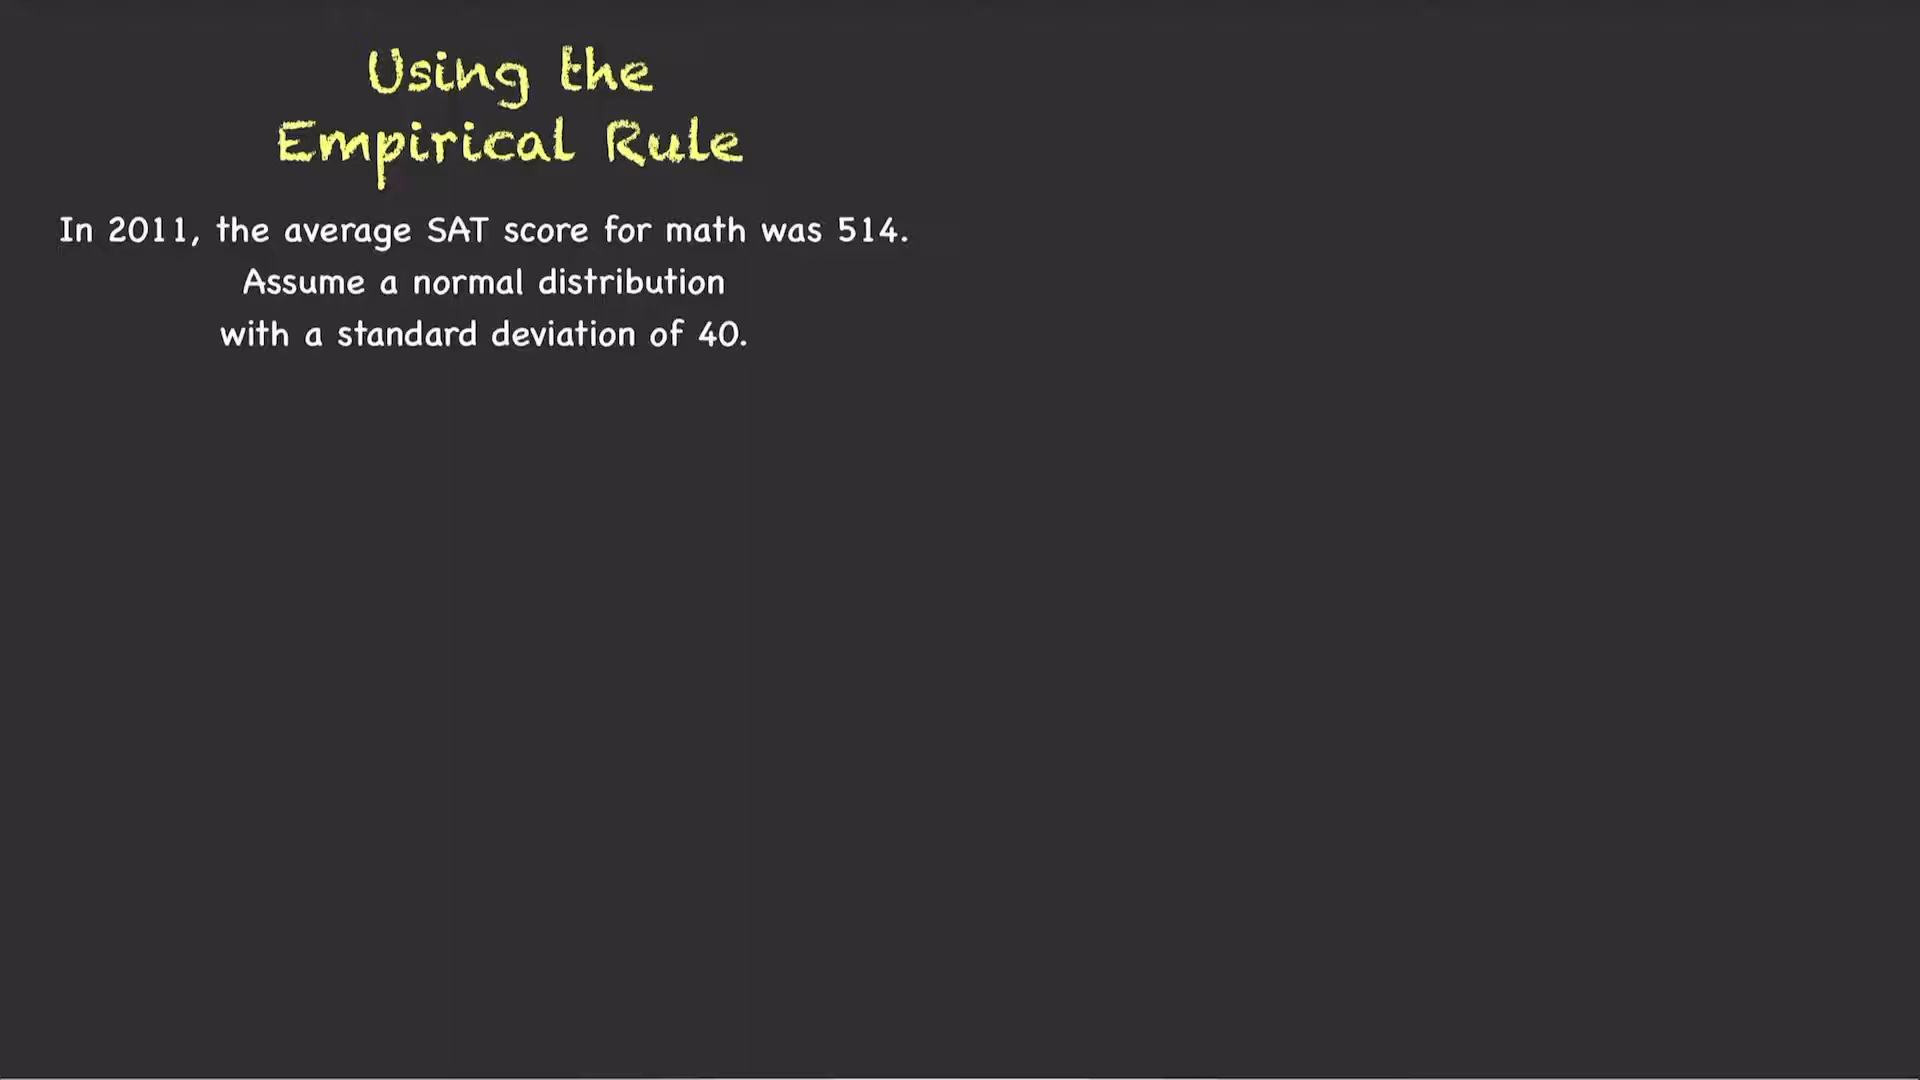 Using the
Empirical Rule
In 2011, the average SAT score for math was 514.
Assume a normal distribution
with a standard deviation of 40.